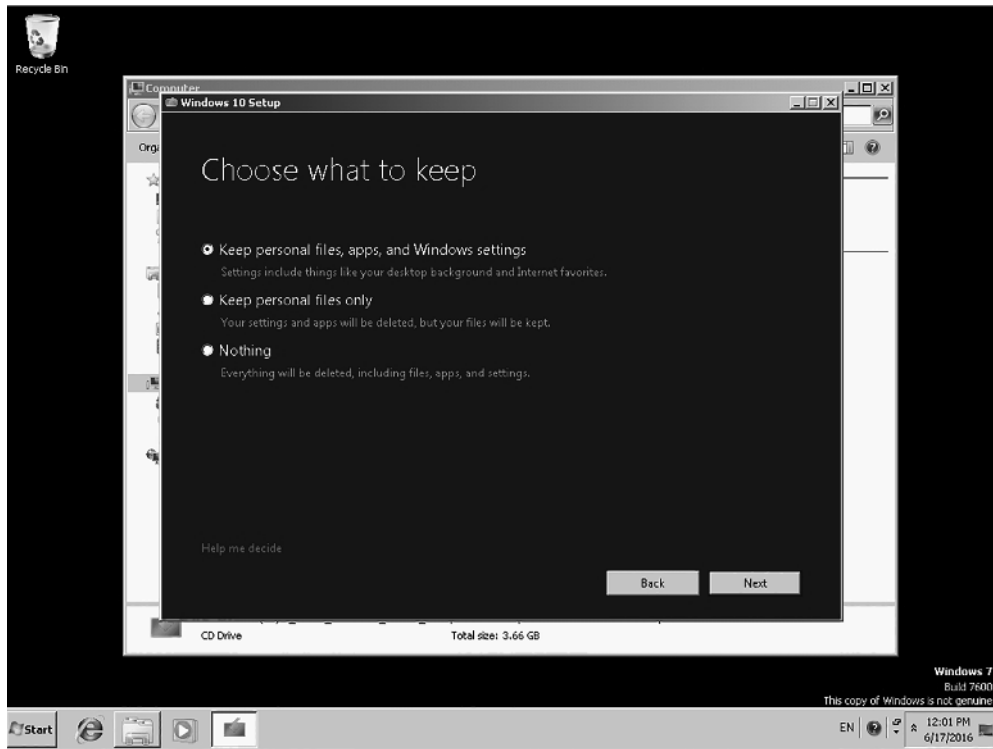 Recycle Bin
Computer
Windows 10 Setup
Orga
Choose what to keep
Keep personal files, apps, and Windows settings
Settings include things like your desktop background and Internet favorites.
Keep personal files only
Your settings and apps will be deleted, but your files will be kept.
Nothing
Everything will be deleted, including files, apps, and settings.
Help me decide
Back
Next
CD Drive
Total size: 3.66 GB
Windows 7
Build 7600
This copy of Windows is not genuine
Start
EN
12:01 PM
6/17/2016